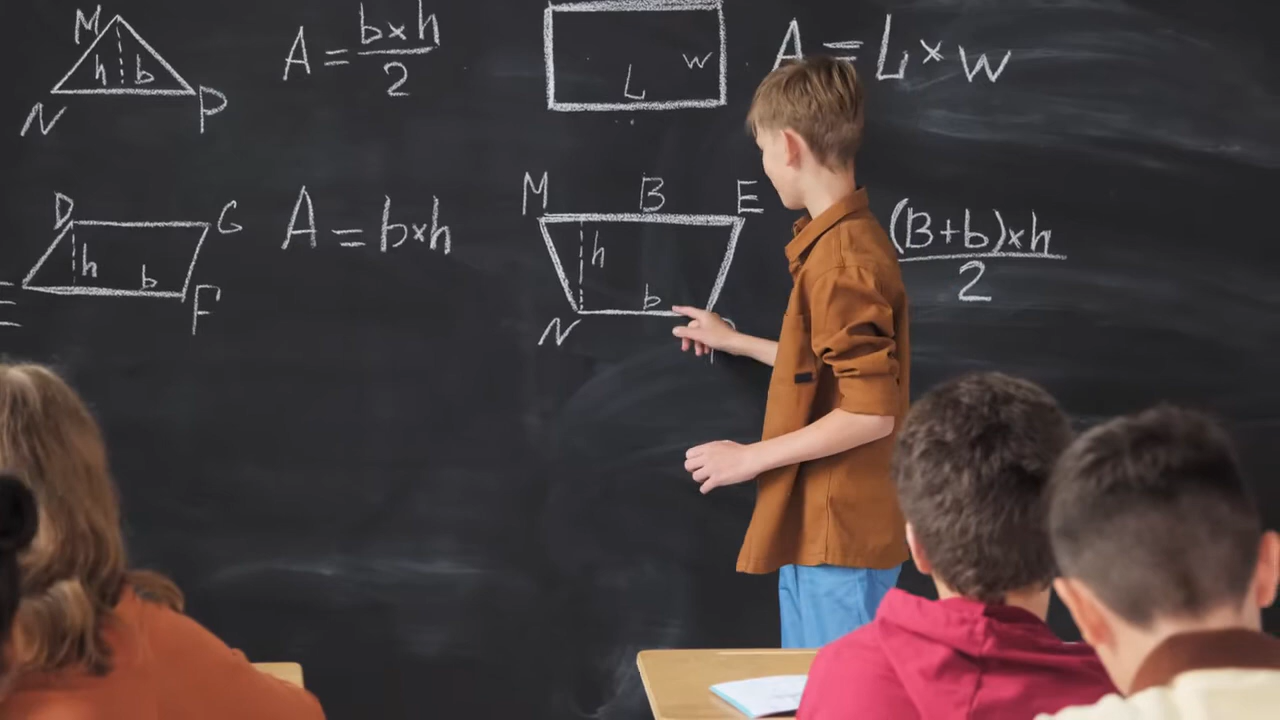 M
h b
N P
A = b×h / 2
w
L
A = L×w
D G
h
b
F
A = b×h
M B E
h
b
N
(B+b)×h / 2